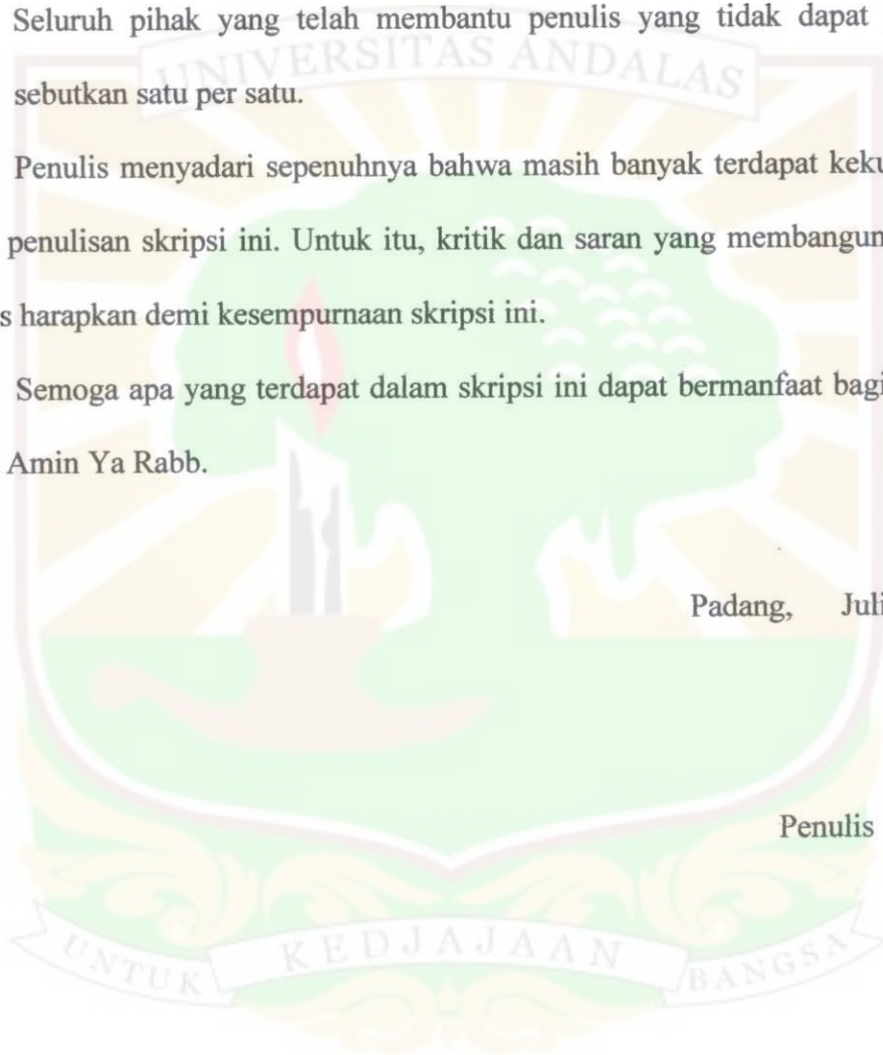 Seluruh pihak yang telah membantu penulis yang tidak dapat
UNIVERSITAS ANDALAS
sebutkan satu per satu.
Penulis menyadari sepenuhnya bahwa masih banyak terdapat keku
penulisan skripsi ini. Untuk itu, kritik dan saran yang membangun
s harapkan demi kesempurnaan skripsi ini.
Semoga apa yang terdapat dalam skripsi ini dapat bermanfaat bagi
Amin Ya Rabb.
Padang, Juli
Penulis
UNTUK KEDJAJAAN BANGSA